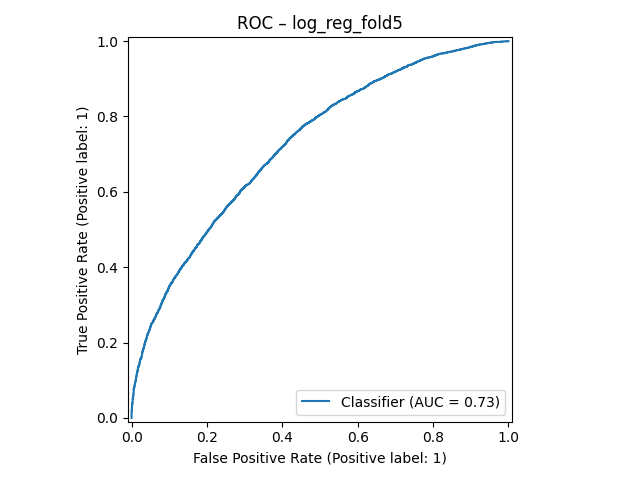 ROC – log_reg_fold5
True Positive Rate (Positive label: 1)
1.0
0.8
0.6
0.4
0.2
0.0
Classifier (AUC = 0.73)
0.0 0.2 0.4 0.6 0.8 1.0
False Positive Rate (Positive label: 1)